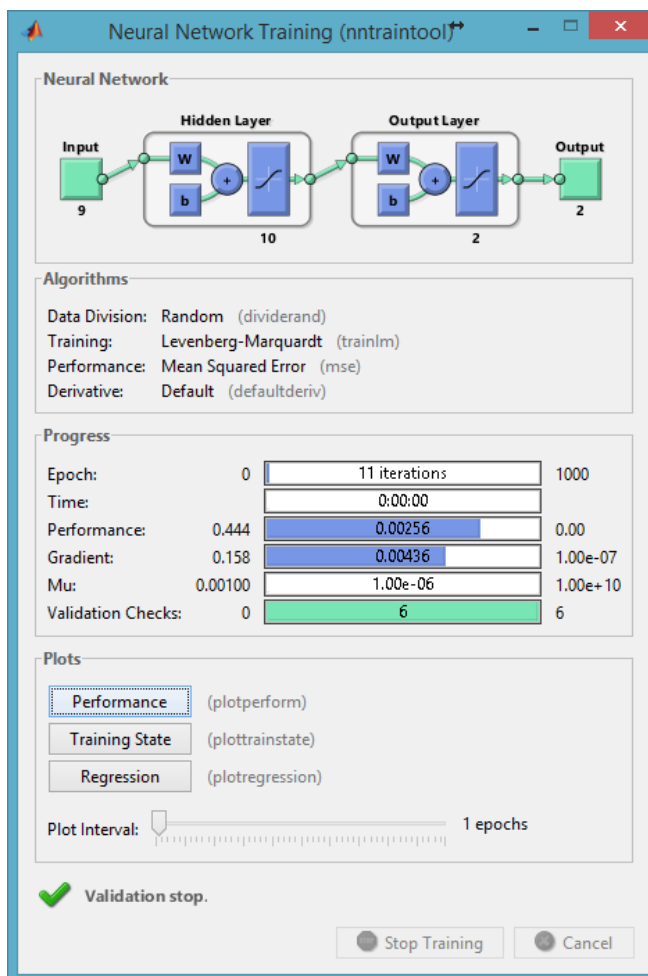 Neural Network Training (nntraintool)
Neural Network
Hidden Layer
Output Layer
Input
Output
W
W
+
+
b
b
9
2
10
2
Algorithms
Data Division: Random (dividerand)
Training: Levenberg-Marquardt (trainlm)
Performance: Mean Squared Error (mse)
Derivative: Default (defaultderiv)
Progress
Epoch: 0 11 iterations 1000
Time: 0:00:00
Performance: 0.444 0.00256 0.00
Gradient: 0.158 0.00436 1.00e-07
Mu: 0.00100 1.00e-06 1.00e+10
Validation Checks: 0 6 6
Plots
Performance (plotperform)
Training State (plottrainstate)
Regression (plotregression)
Plot Interval: 1 epochs
Validation stop.
Stop Training Cancel